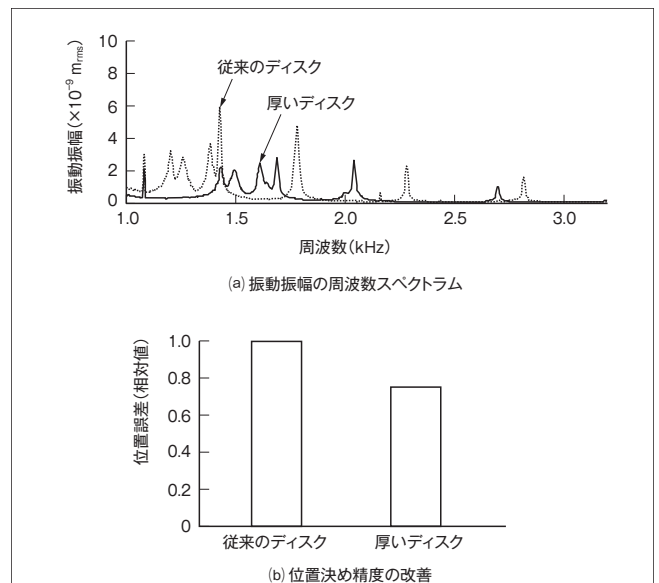 10
8
6
4
2
0
振動振幅(×10⁻⁹ mrms)
従来のディスク
厚いディスク
1.0 1.5 2.0 2.5 3.0
周波数(kHz)
(a) 振動振幅の周波数スペクトラム
1.0
0.8
0.6
0.4
0.2
0
位置誤差(相対値)
従来のディスク 厚いディスク
(b) 位置決め精度の改善